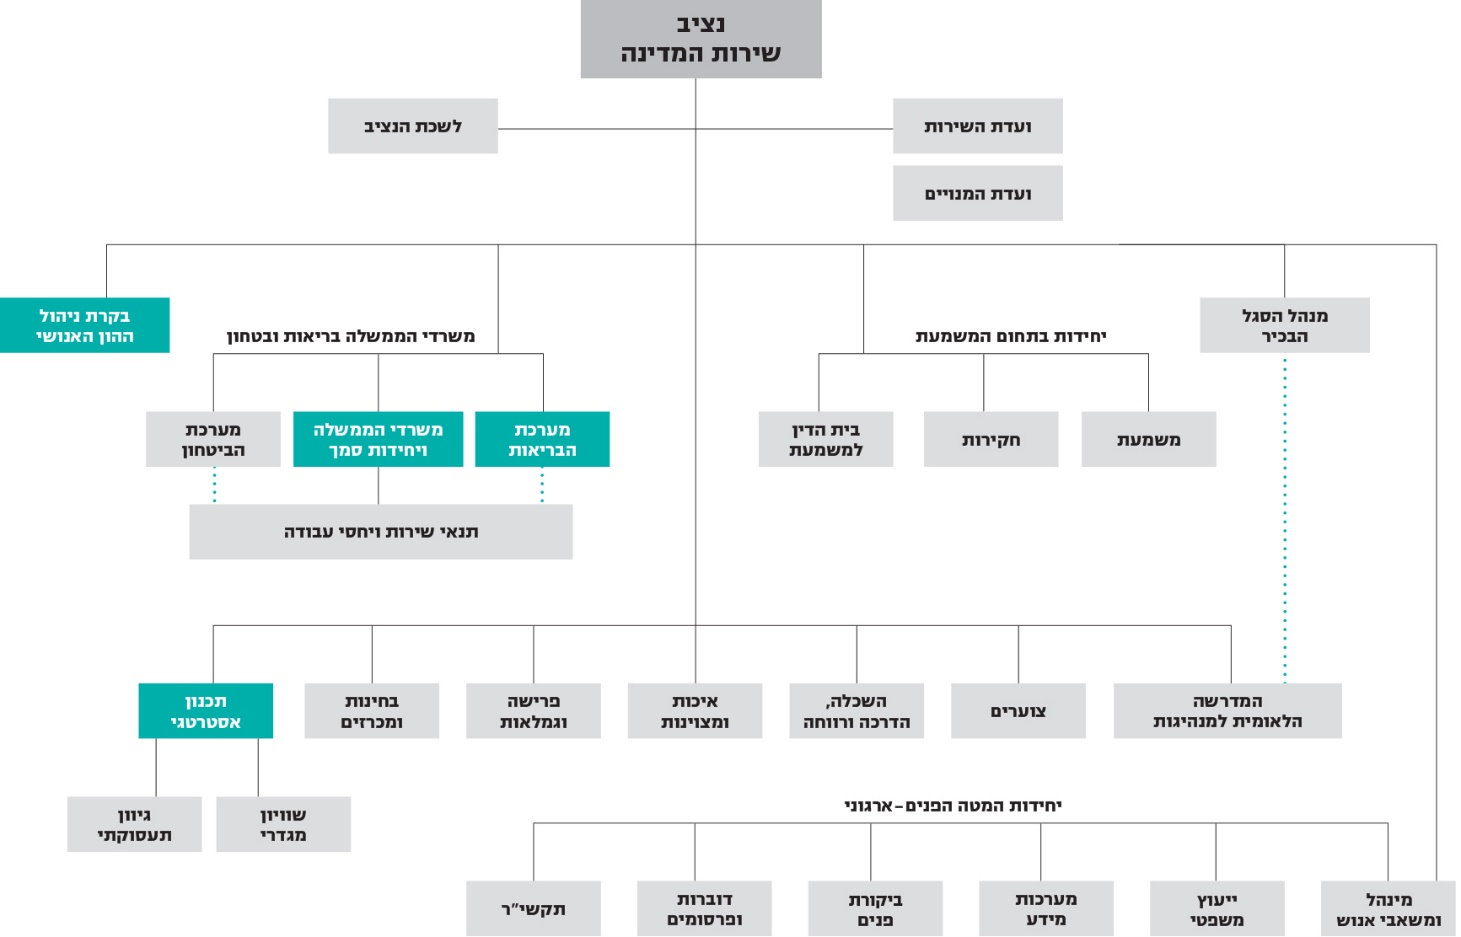 נציב
שירות המדינה
ועדת השירות
לשכת הנציב
ועדת המנויים
מנהל הסגל
הבכיר
יחידות בתחום המשמעת
משרדי הממשלה בריאות ובטחון
בקרת ניהול
ההון האנושי
משמעת
חקירות
בית הדין
למשמעת
מערכת
הבריאות
משרדי הממשלה
ויחידות סמך
מערכת
הביטחון
תנאי שירות ויחסי עבודה
המדרשה
הלאומית למנהיגות
צוערים
השכלה,
הדרכה ורווחה
איכות
ומצוינות
פרישה
וגמלאות
בחינות
ומכרזים
תכנון
אסטרטגי
שוויון
מגדרי
גיוון
תעסוקתי
יחידות המטה הפנים-ארגוני
מינהל
ומשאבי אנוש
ייעוץ
משפטי
מערכות
מידע
ביקורת
פנים
דוברות
ופרסומים
תקשי״ר